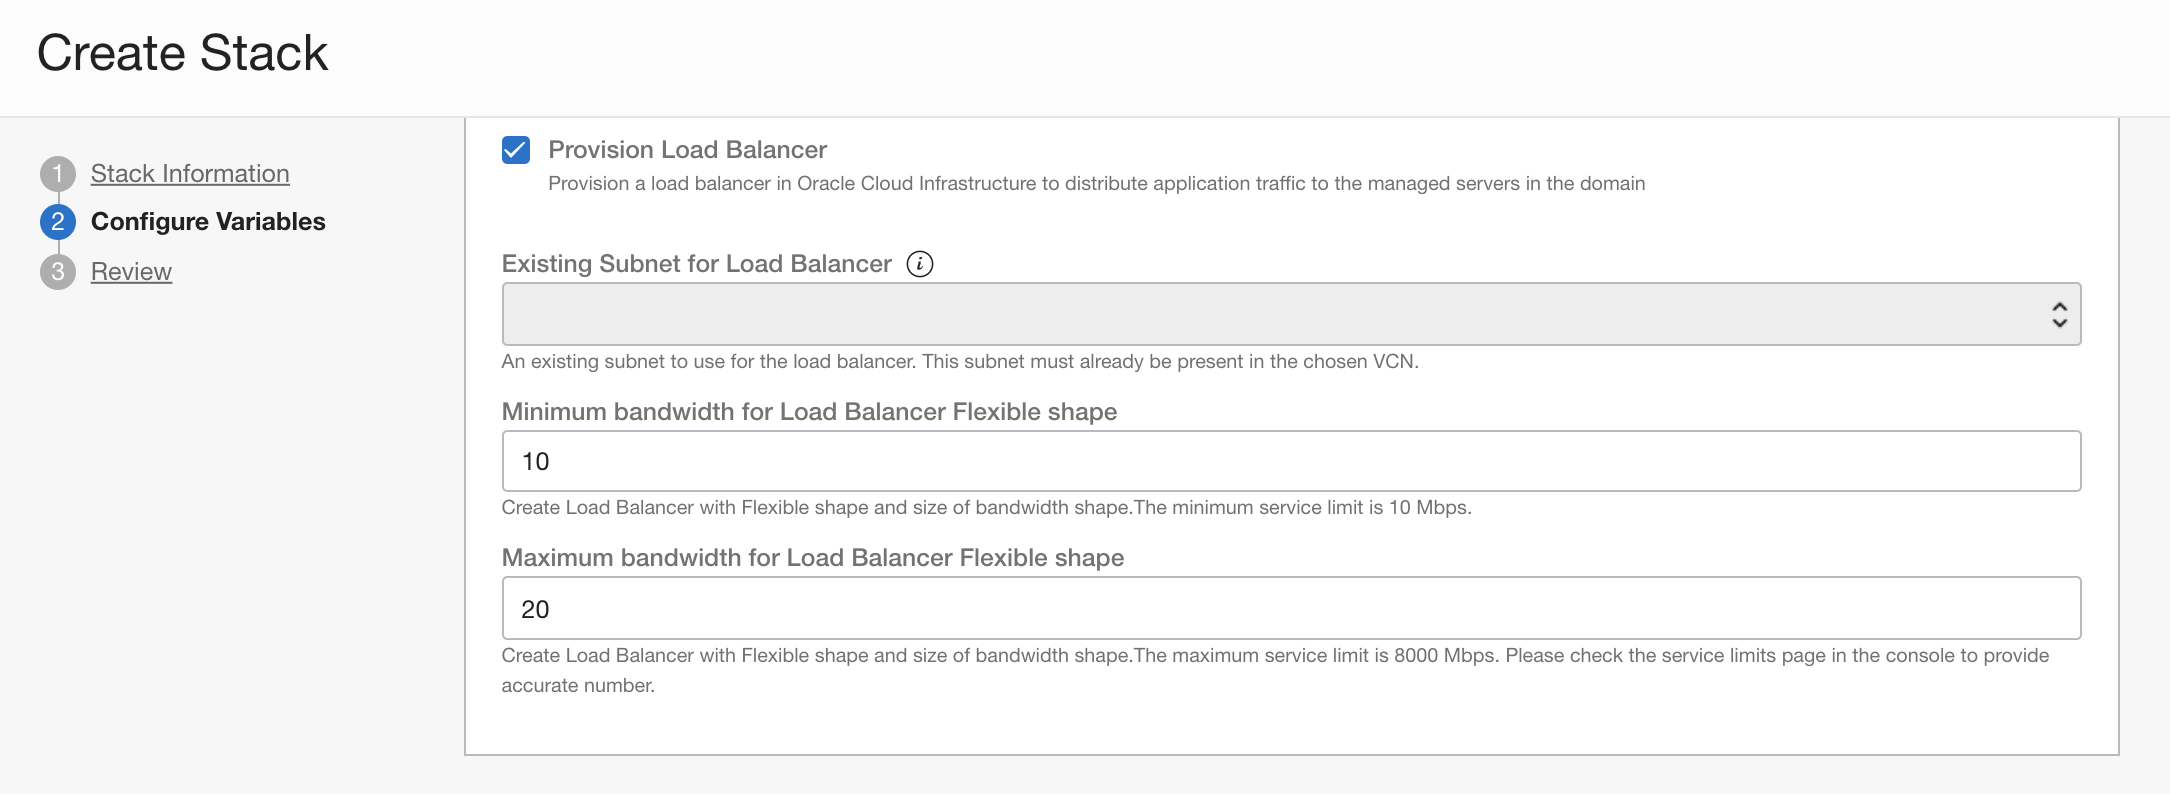 Create Stack
1 Stack Information
2 Configure Variables
3 Review
Provision Load Balancer
Provision a load balancer in Oracle Cloud Infrastructure to distribute application traffic to the managed servers in the domain
Existing Subnet for Load Balancer i
An existing subnet to use for the load balancer. This subnet must already be present in the chosen VCN.
Minimum bandwidth for Load Balancer Flexible shape
10
Create Load Balancer with Flexible shape and size of bandwidth shape.The minimum service limit is 10 Mbps.
Maximum bandwidth for Load Balancer Flexible shape
20
Create Load Balancer with Flexible shape and size of bandwidth shape.The maximum service limit is 8000 Mbps. Please check the service limits page in the console to provide
accurate number.